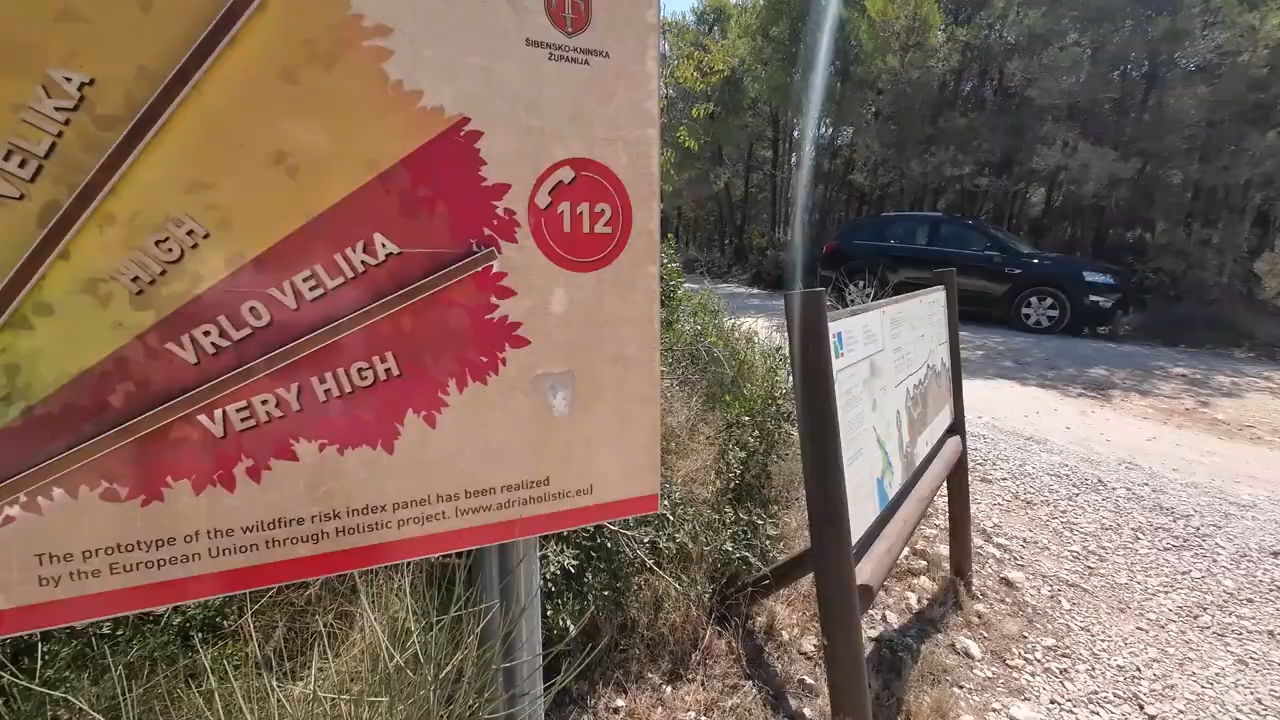 ŠIBENSKO-KNINSKA
ŽUPANIJA
VELIKA
HIGH
112
VRLO VELIKA
VERY HIGH
The prototype of the wildfire risk index panel has been realized
by the European Union through Holistic project. (www.adriaholistic.eu)